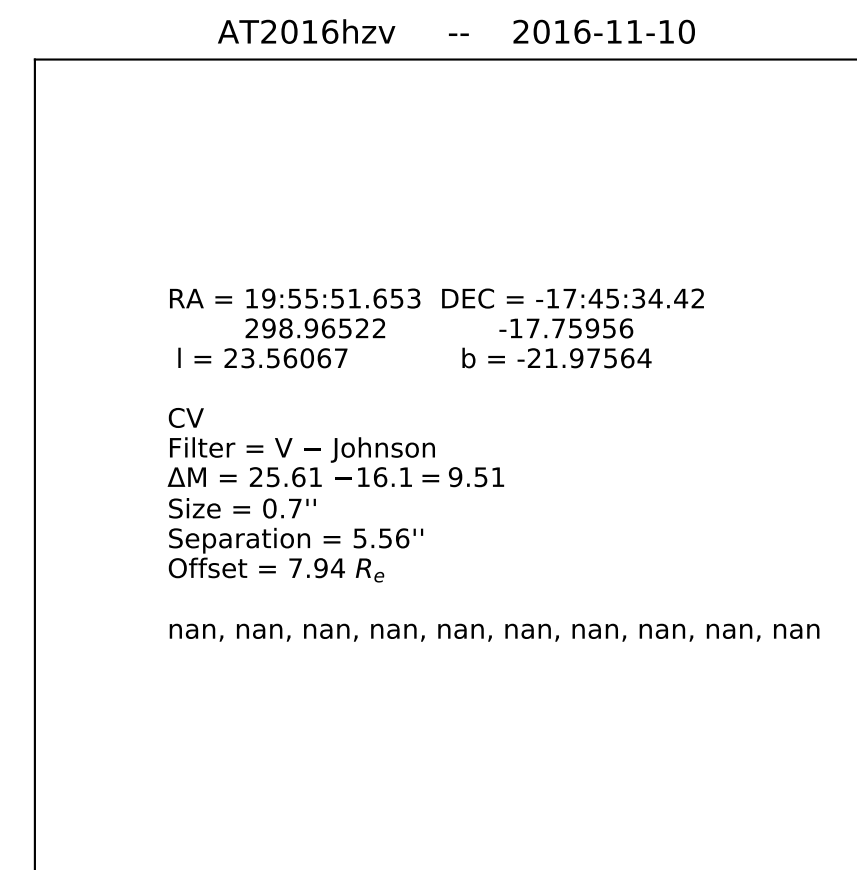 AT2016hzv -- 2016-11-10
RA = 19:55:51.653 DEC = -17:45:34.42
298.96522 -17.75956
l = 23.56067 b = -21.97564
CV
Filter = V − Johnson
ΔM = 25.61 −16.1 = 9.51
Size = 0.7''
Separation = 5.56''
Offset = 7.94 Rₑ
nan, nan, nan, nan, nan, nan, nan, nan, nan, nan